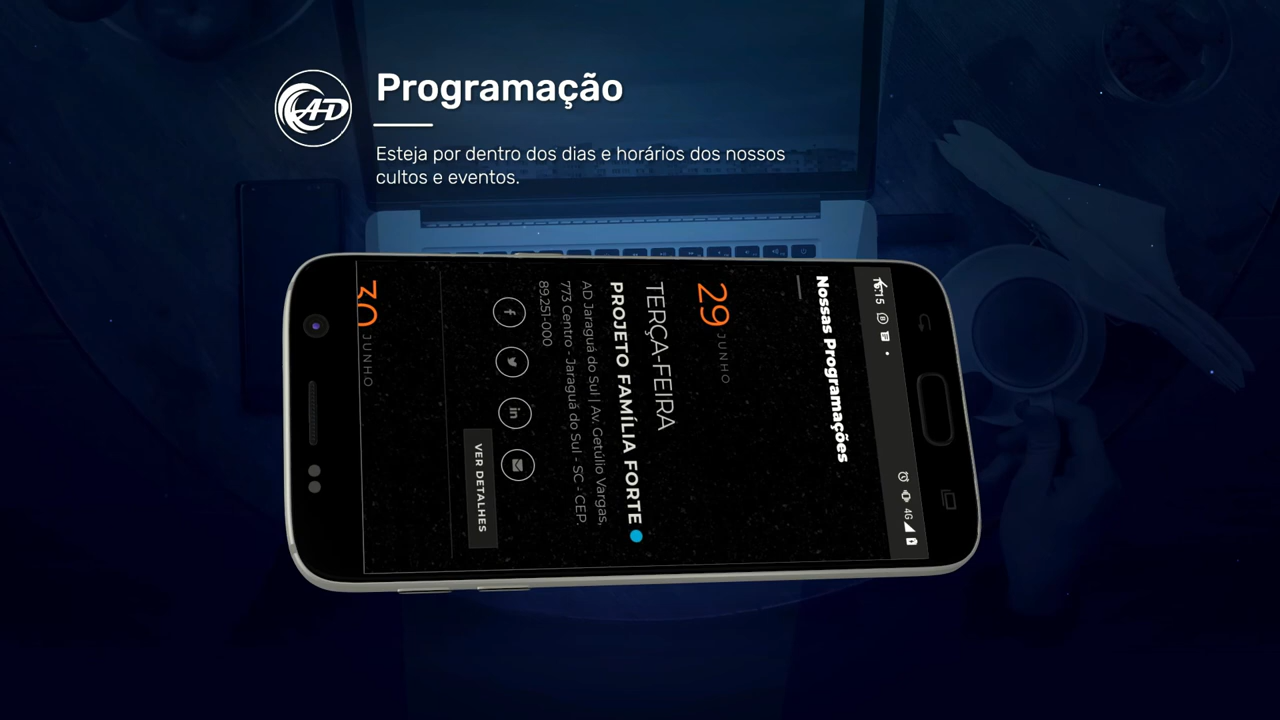 AD
Programação
Esteja por dentro dos dias e horários dos nossos
cultos e eventos.
Nossas Programações
29 JUNHO
TERÇA-FEIRA
PROJETO FAMÍLIA FORTE
AD Jaraguá do Sul | Av. Getúlio Vargas,
773 Centro - Jaraguá do Sul - SC - CEP.
89.251-000
VER DETALHES
30 JUNHO
4G